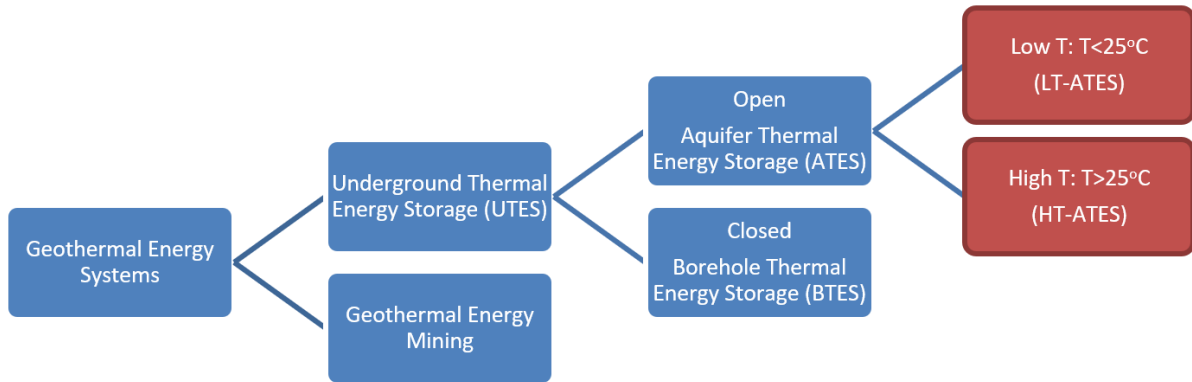 Geothermal Energy
Systems
Underground Thermal
Energy Storage (UTES)
Geothermal Energy
Mining
Open
Aquifer Thermal
Energy Storage (ATES)
Closed
Borehole Thermal
Energy Storage (BTES)
Low T: T<25°C
(LT-ATES)
High T: T>25°C
(HT-ATES)